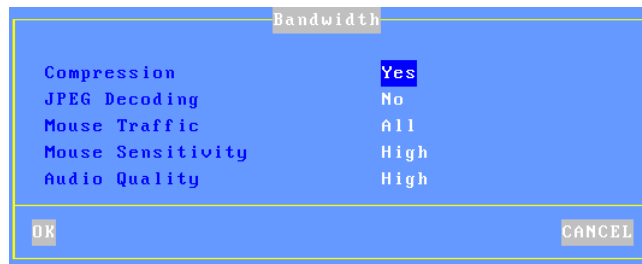 Bandwidth
Compression Yes
JPEG Decoding No
Mouse Traffic All
Mouse Sensitivity High
Audio Quality High
OK CANCEL